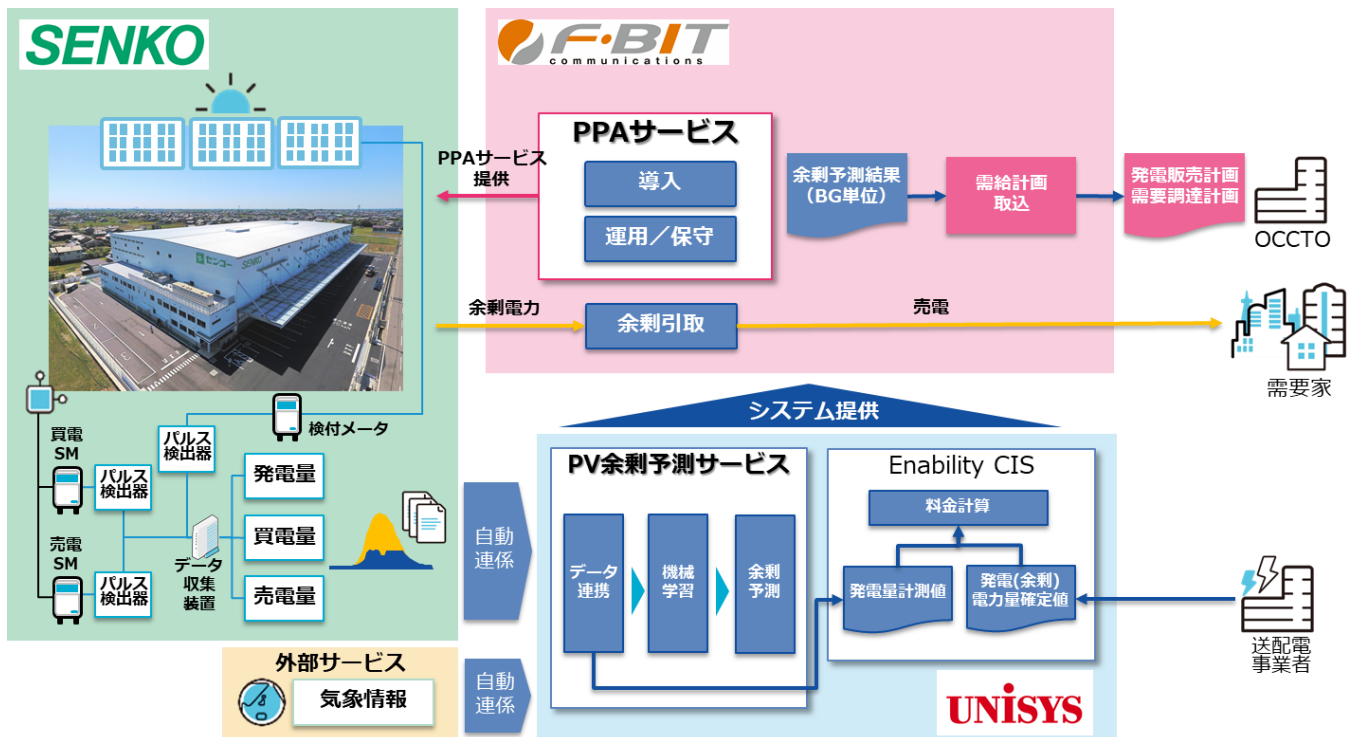 SENKO
F·BIT
communications
PPAサービス
導入
運用／保守
PPAサービス
提供
余剰予測結果
（BG単位）
需給計画
取込
発電販売計画
需要調達計画
OCCTO
センコー SENKO
余剰電力
余剰引取
売電
需要家
システム提供
検付メータ
買電
SM
パルス
検出器
パルス
検出器
発電量
買電量
売電量
売電
SM
パルス
検出器
データ
収集
装置
自動
連係
PV余剰予測サービス
データ
連携
機械
学習
余剰
予測
Enability CIS
料金計算
発電量計測値
発電(余剰)
電力量確定値
送配電
事業者
外部サービス
気象情報
自動
連係
UNISYS